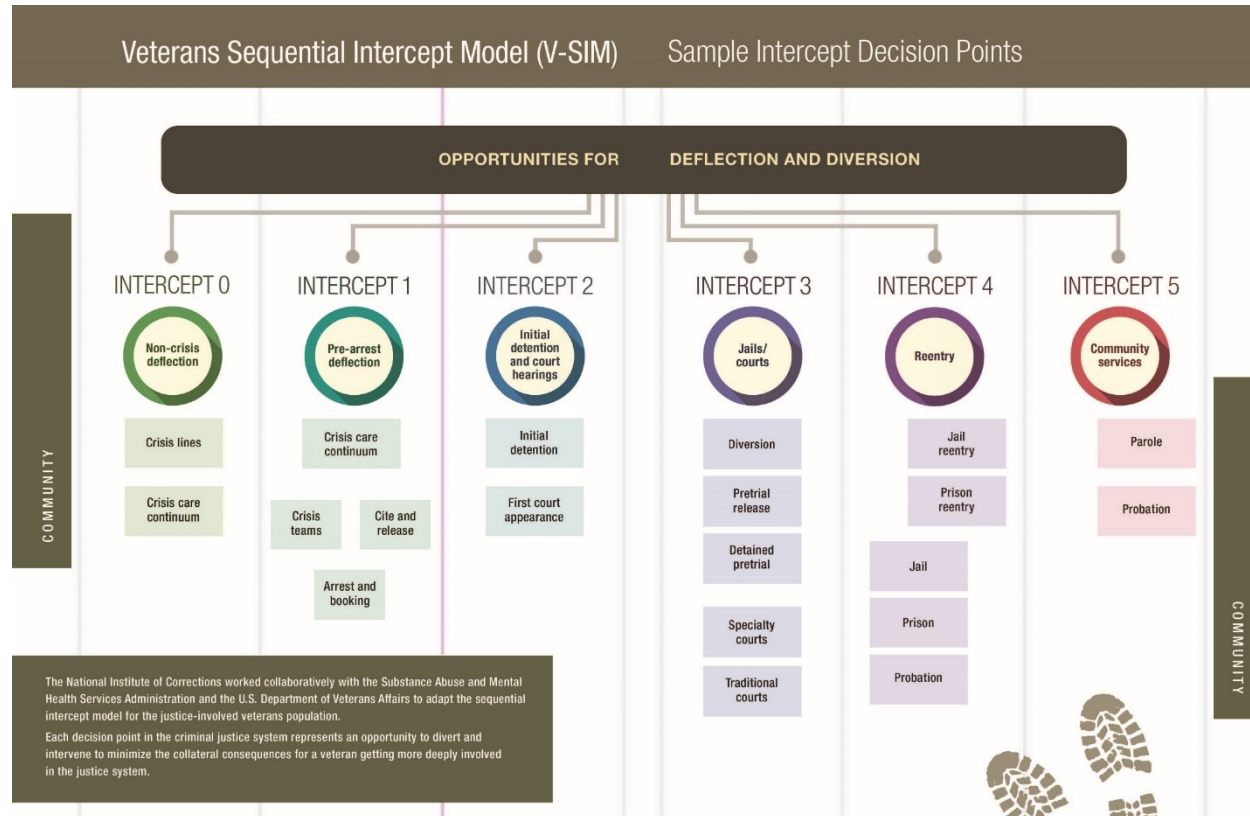 Veterans Sequential Intercept Model (V-SIM)
Sample Intercept Decision Points
OPPORTUNITIES FOR DEFLECTION AND DIVERSION
COMMUNITY
INTERCEPT 0
Non-crisis
deflection
Crisis lines
Crisis care
continuum
INTERCEPT 1
Pre-arrest
deflection
Crisis care
continuum
Crisis
teams
Cite and
release
Arrest and
booking
INTERCEPT 2
Initial
detention
and court
hearings
Initial
detention
First court
appearance
INTERCEPT 3
Jails/
courts
Diversion
Pretrial
release
Detained
pretrial
Specialty
courts
Traditional
courts
INTERCEPT 4
Reentry
Jail
reentry
Prison
reentry
Jail
Prison
Probation
INTERCEPT 5
Community
services
Parole
Probation
COMMUNITY
The National Institute of Corrections worked collaboratively with the Substance Abuse and Mental
Health Services Administration and the U.S. Department of Veterans Affairs to adapt the sequential
intercept model for the justice-involved veterans population.
Each decision point in the criminal justice system represents an opportunity to divert and
intervene to minimize the collateral consequences for a veteran getting more deeply involved
in the justice system.